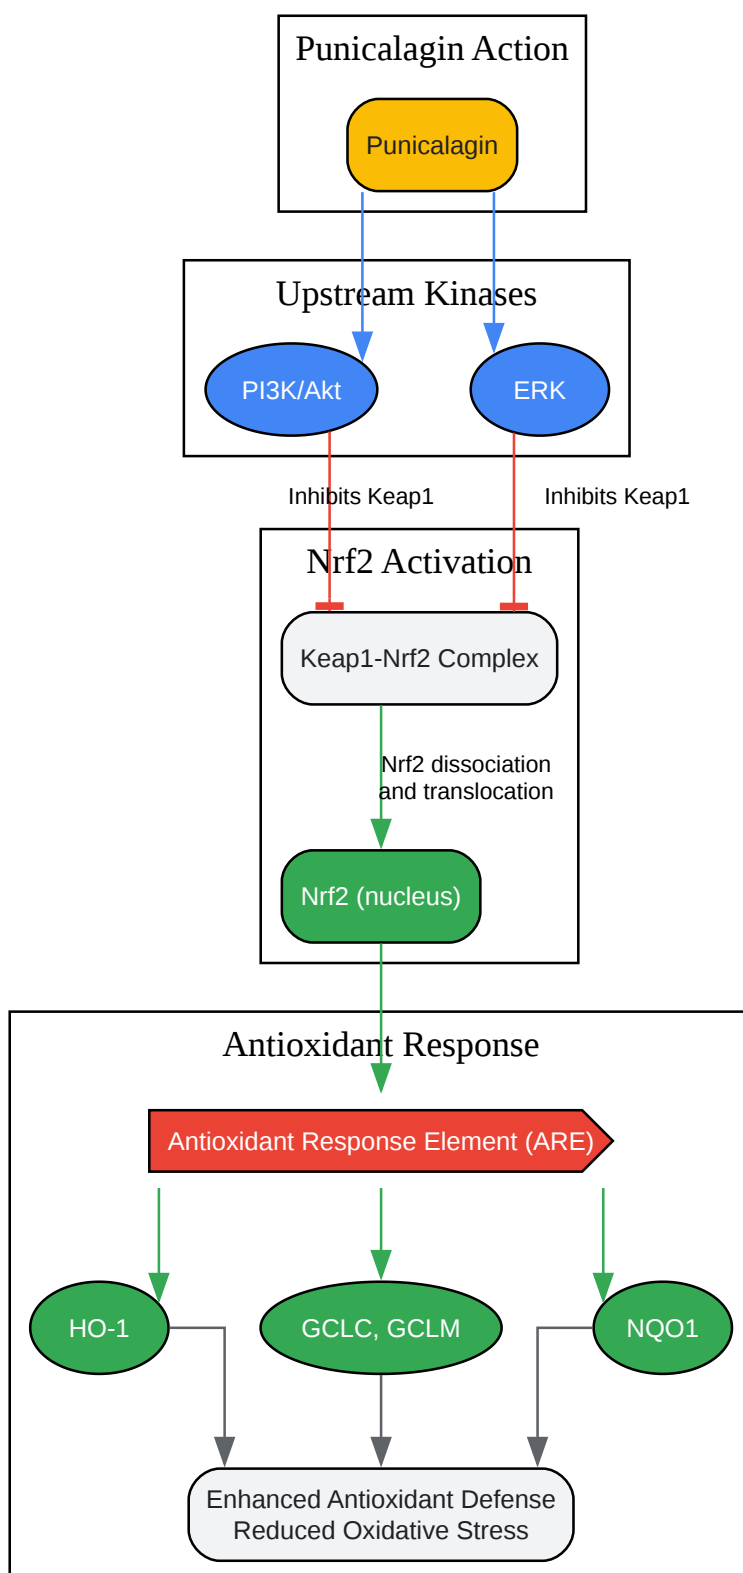 Punicalagin Action
Punicalagin
Upstream Kinases
PI3K/Akt
ERK
Inhibits Keap1
Inhibits Keap1
Nrf2 Activation
Keap1-Nrf2 Complex
Nrf2 dissociation
and translocation
Nrf2 (nucleus)
Antioxidant Response
Antioxidant Response Element (ARE)
HO-1
GCLC, GCLM
NQO1
Enhanced Antioxidant Defense
Reduced Oxidative Stress